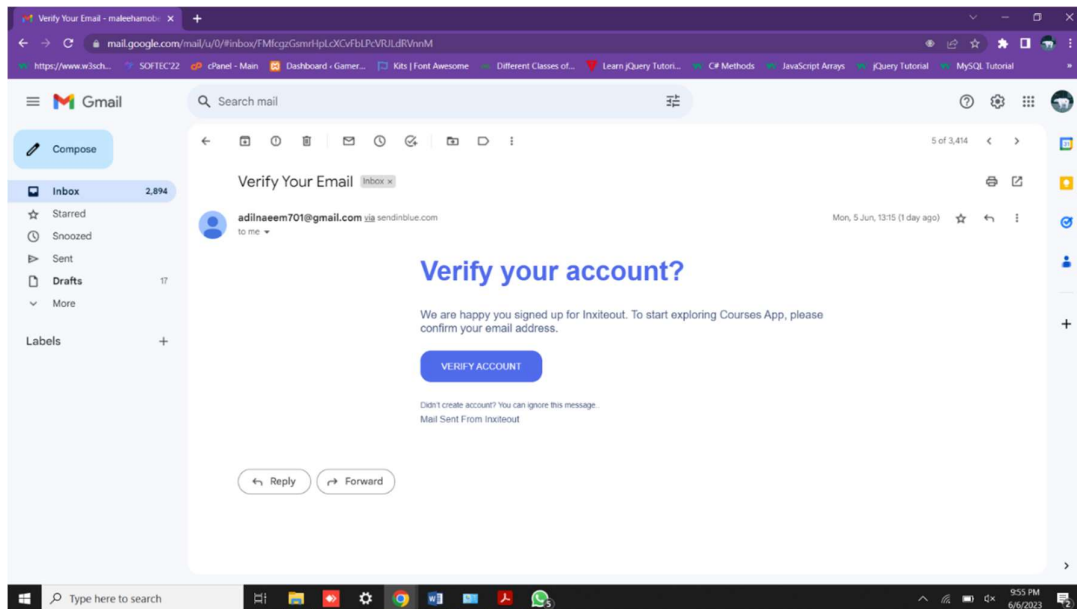 Verify Your Email - maleehamob
mail.google.com/mail/u/0/#inbox/FMfcgzGsmrHpLcXCvFbLPcVRJLdRVnnM
https://www.w3sch... SOFTEC'22 cPanel - Main Dashboard ‹ Gamer... Kits | Font Awesome Different Classes of... Learn jQuery Tutori... C# Methods JavaScript Arrays jQuery Tutorial MySQL Tutorial »
Gmail
Search mail
Compose
5 of 3,414
Inbox 2,894
Starred
Snoozed
Sent
Drafts 17
More
Labels
Verify Your Email Inbox ×
adilnaeem701@gmail.com via sendinblue.com
Mon, 5 Jun, 13:15 (1 day ago)
to me
Verify your account?
We are happy you signed up for Inxiteout. To start exploring Courses App, please
confirm your email address.
VERIFY ACCOUNT
Didn't create account? You can ignore this message.
Mail Sent From Inxiteout
Reply
Forward
Type here to search
9:55 PM
6/6/2023